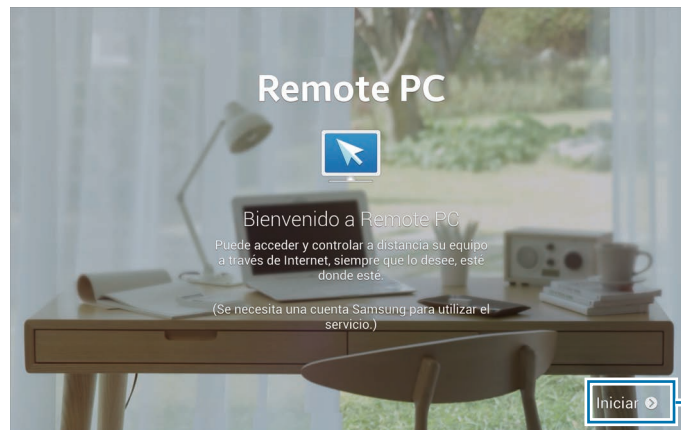 Remote PC
Bienvenido a Remote PC
Puede acceder y controlar a distancia su equipo
a través de Internet, siempre que lo desee, esté
donde este.
(Se necesita una cuenta Samsung para utilizar el
servicio.)
Iniciar